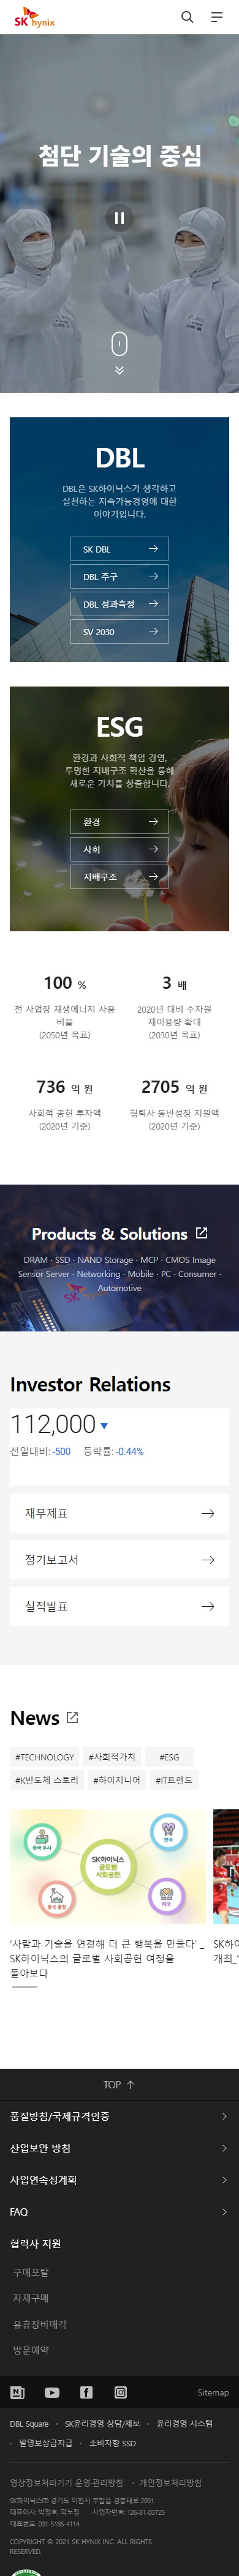 SK hynix
첨단 기술의 중심
DBL
DBL은 SK하이닉스가 생각하고
실천하는 지속가능경영에 대한
이야기입니다.
SK DBL
DBL 추구
DBL 성과측정
SV 2030
ESG
환경과 사회적 책임 경영,
투명한 지배구조 확산을 통해
새로운 가치를 창출합니다.
환경
사회
지배구조
100 %
전 사업장 재생에너지 사용
비율
(2050년 목표)
3 배
2020년 대비 수자원
재이용량 확대
(2030년 목표)
736 억 원
사회적 공헌 투자액
(2020년 기준)
2705 억 원
협력사 동반성장 지원액
(2020년 기준)
Products & Solutions
DRAM · SSD · NAND Storage · MCP · CMOS Image
Sensor Server · Networking · Mobile · PC · Consumer ·
Automotive
SK hynix
Investor Relations
112,000
전일대비: -500 등락률: -0.44%
재무제표
정기보고서
실적발표
News
#TECHNOLOGY #사회적가치 #ESG
#K반도체 스토리 #하이지니어 #IT트렌드
중국 우시
한국
SK하이닉스
글로벌
사회공헌
중국 충칭
미국
'사람과 기술을 연결해 더 큰 행복을 만들다' _
SK하이닉스의 글로벌 사회공헌 여정을
돌아보다
SK하이
개최_'
TOP
품질방침/국제규격인증
산업보안 방침
사업연속성계획
FAQ
협력사 지원
구매포탈
자재구매
유휴장비매각
방문예약
Sitemap
DBL Square · SK윤리경영 상담/제보 · 윤리경영 시스템
· 발명보상금지급 · 소비자향 SSD
영상정보처리기기 운영·관리방침 · 개인정보처리방침
SK하이닉스㈜ 경기도 이천시 부발읍 경충대로 2091
대표이사: 박정호, 곽노정 사업자번호: 126-81-03725
대표번호: 031-5185-4114
COPYRIGHT © 2021 SK HYNIX INC. ALL RIGHTS
RESERVED.